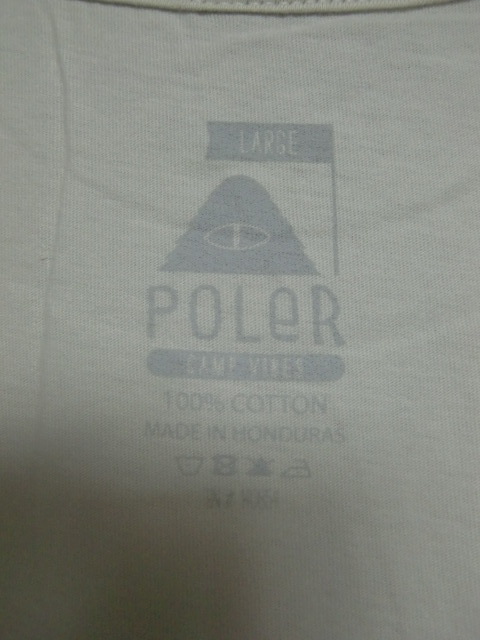 LARGE
POLeR
CAMP VIBES
100% COTTON
MADE IN HONDURAS